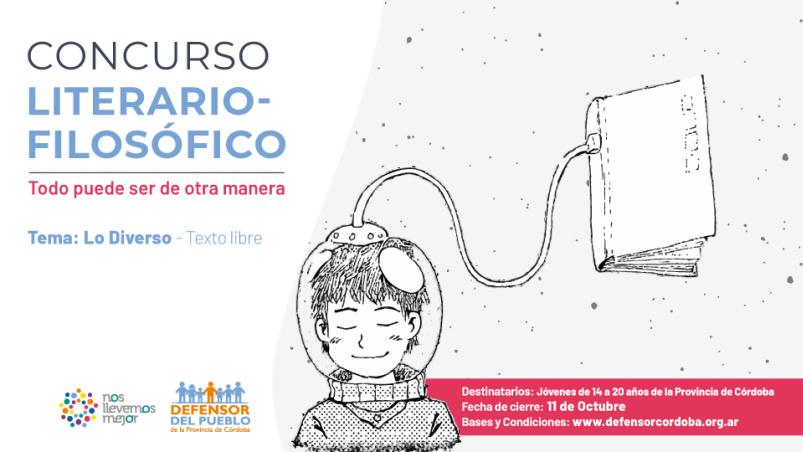 CONCURSO
LITERARIO-
FILOSÓFICO
Todo puede ser de otra manera
Tema: Lo Diverso - Texto libre
nos
llevemos
mejor
DEFENSOR
DEL PUEBLO
de la Provincia de Córdoba
Destinatarios: Jóvenes de 14 a 20 años de la Provincia de Córdoba
Fecha de cierre: 11 de Octubre
Bases y Condiciones: www.defensorcordoba.org.ar